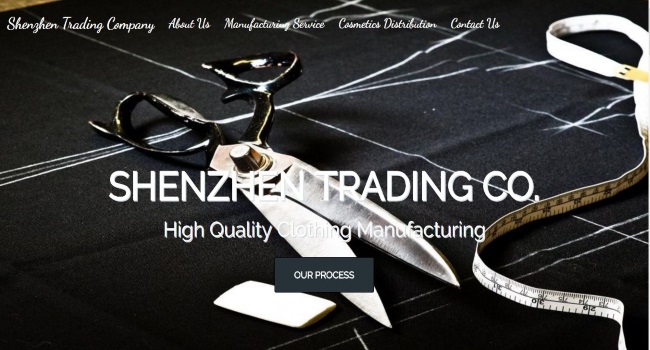 Shenzhen Trading Company About Us Manufacturing Service Cosmetics Distribution Contact Us
SHENZHEN TRADING CO.
High Quality Clothing Manufacturing
OUR PROCESS